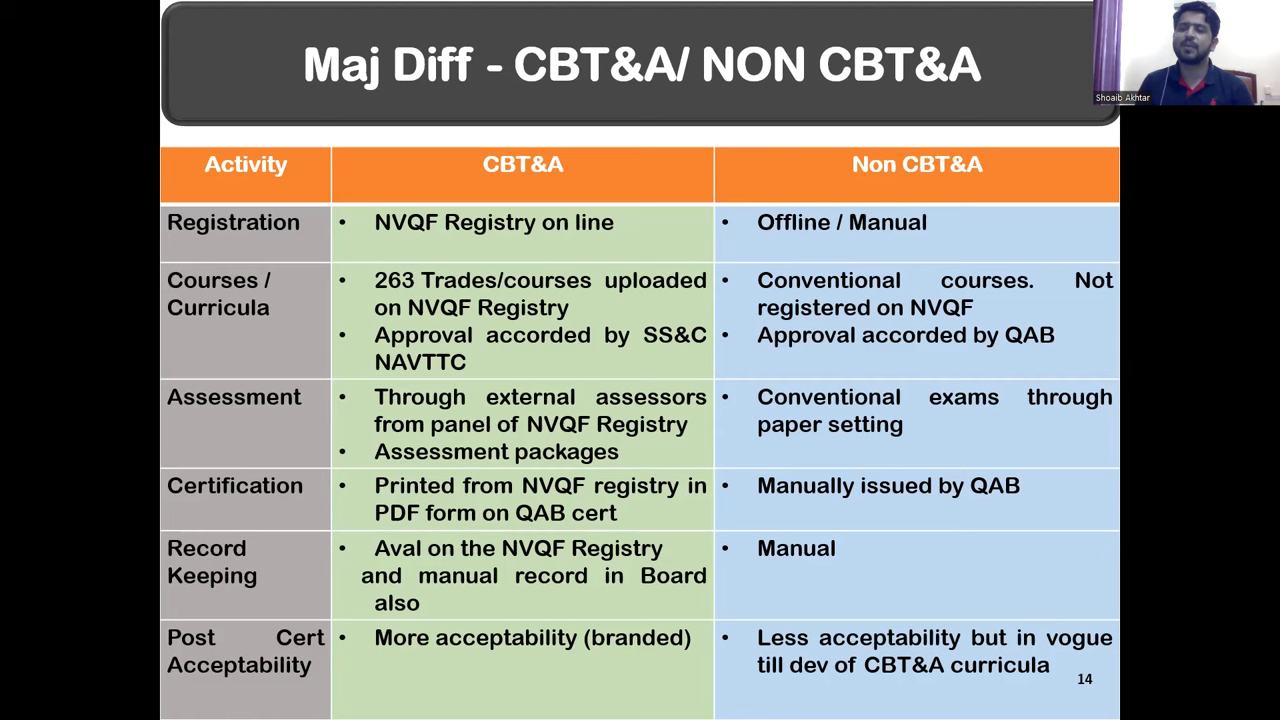 Maj Diff - CBT&A/ NON CBT&A
Shoaib Akhtar
Activity
CBT&A
Non CBT&A
Registration
• NVQF Registry on line
• Offline / Manual
Courses /
Curricula
• 263 Trades/courses uploaded
on NVQF Registry
• Approval accorded by SS&C
NAVTTC
• Conventional courses. Not
registered on NVQF
• Approval accorded by QAB
Assessment
• Through external assessors
from panel of NVQF Registry
• Assessment packages
• Conventional exams through
paper setting
Certification
• Printed from NVQF registry in
PDF form on QAB cert
• Manually issued by QAB
Record
Keeping
• Aval on the NVQF Registry
and manual record in Board
also
• Manual
Post Cert
Acceptability
• More acceptability (branded)
• Less acceptability but in vogue
till dev of CBT&A curricula
14